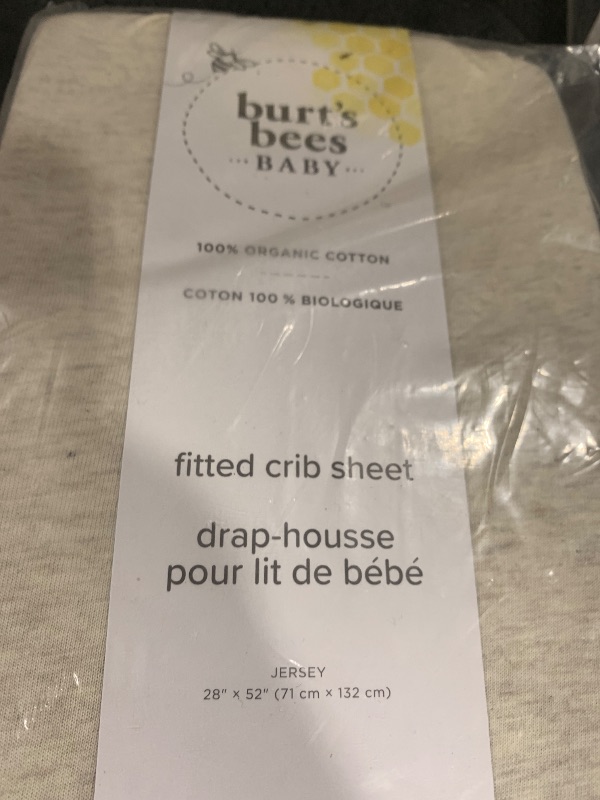 burt's
bees
BABY
100% ORGANIC COTTON
COTON 100 % BIOLOGIQUE
fitted crib sheet
drap-housse
pour lit de bébé
JERSEY
28" × 52" (71 cm × 132 cm)